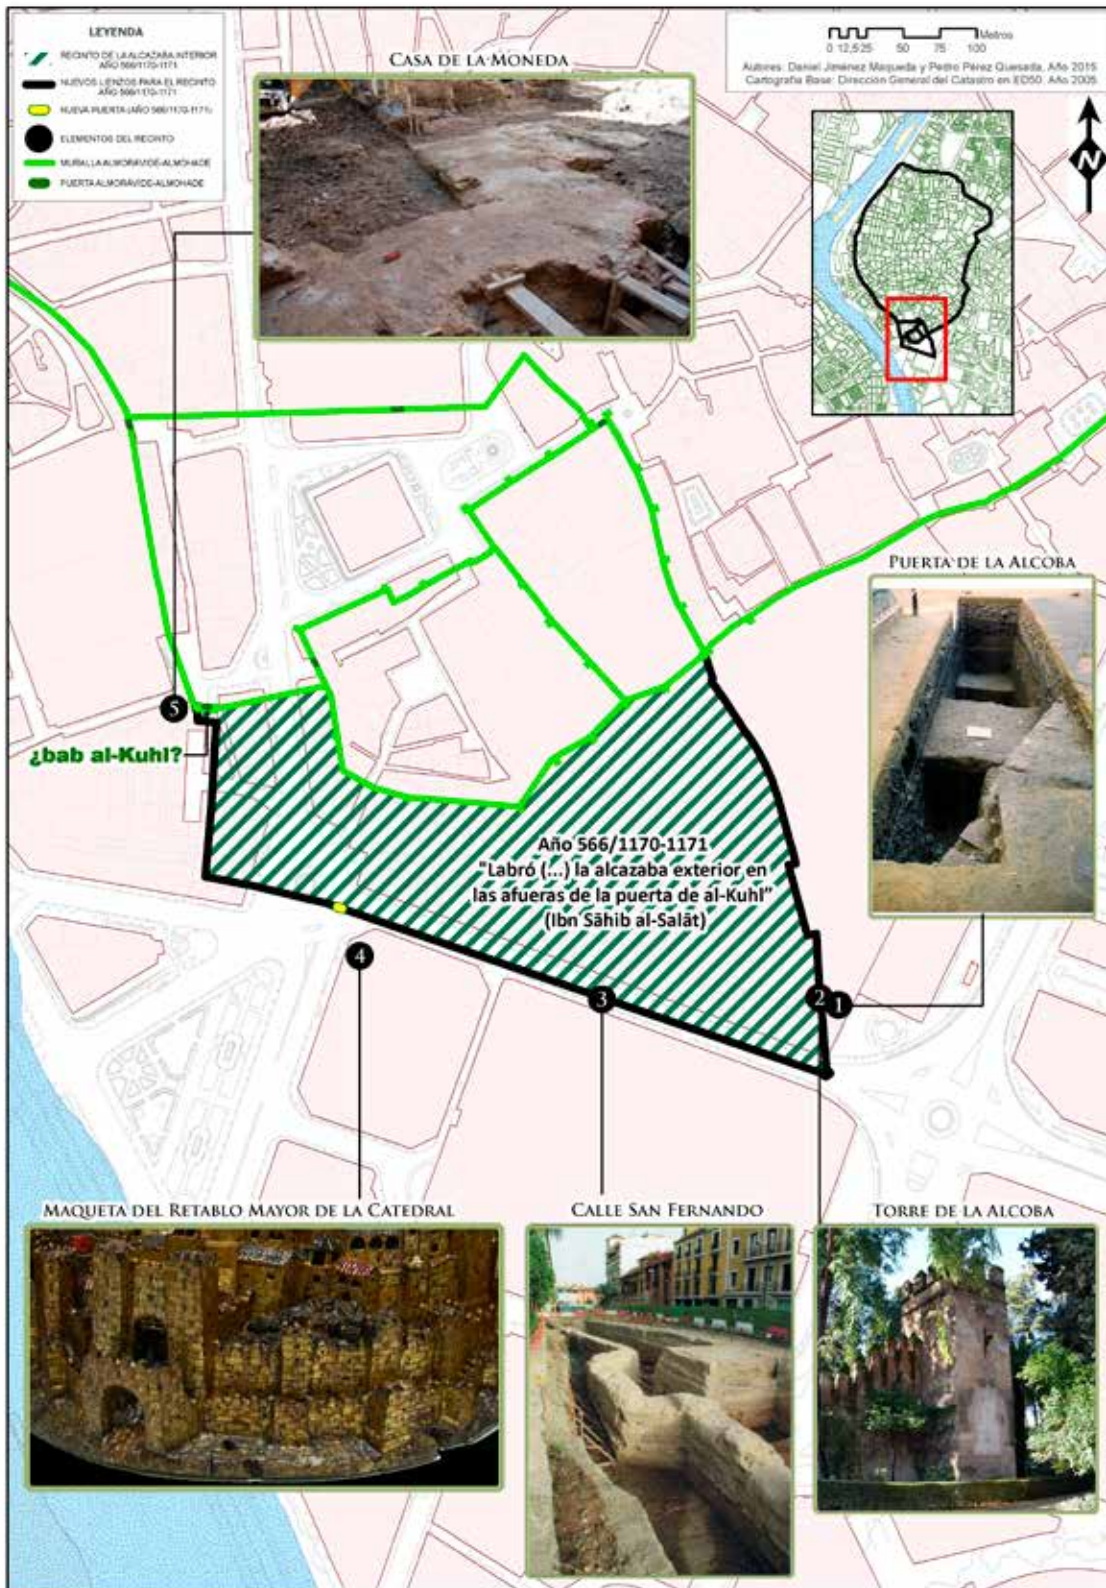 LEYENDA
RECINTO DE LA ALCAZABA INTERIOR
AÑO 566/1170-1171
NUEVOS LIENZOS PARA EL RECINTO
AÑO 566/1170-1171
NUEVA PUERTA (AÑO 566/1170-1171)
ELEMENTOS DEL RECINTO
MURALLA ALMORÁVIDE-ALMOHADE
PUERTA ALMORÁVIDE-ALMOHADE
CASA DE LA MONEDA
Metros
0 12,5 25 50 75 100
Autores: Daniel Jiménez Maqueda y Pedro Pérez Quesada. Año 2015
Cartografía Base: Dirección General del Catastro en ED50. Año 2005
N
PUERTA DE LA ALCOBA
5
¿bab al-Kuhl?
Año 566/1170-1171
"Labró (...) la alcazaba exterior en
las afueras de la puerta de al-Kuhl"
(Ibn Sāhib al-Salāt)
4
3
2
1
MAQUETA DEL RETABLO MAYOR DE LA CATEDRAL
CALLE SAN FERNANDO
TORRE DE LA ALCOBA